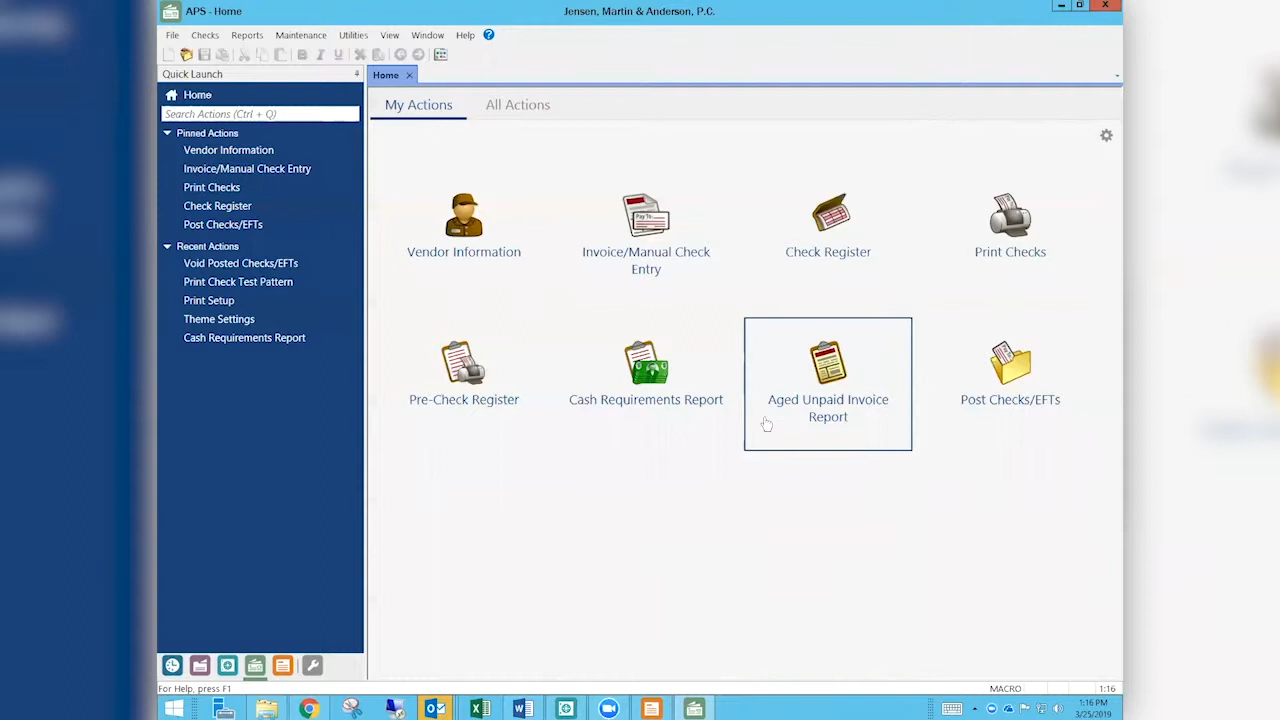 APS - Home
Jensen, Martin & Anderson, P.C.
File Checks Reports Maintenance Utilities View Window Help ?
B I U
Quick Launch
Home
Home
Search Actions (Ctrl + Q)
Pinned Actions
Vendor Information
Invoice/Manual Check Entry
Print Checks
Check Register
Post Checks/EFTs
Recent Actions
Void Posted Checks/EFTs
Print Check Test Pattern
Print Setup
Theme Settings
Cash Requirements Report
My Actions All Actions
Pay To:
Vendor Information
Invoice/Manual Check
Entry
Check Register
Print Checks
Pre-Check Register
Cash Requirements Report
Aged Unpaid Invoice
Report
Post Checks/EFTs
For Help, press F1
MACRO
1:16
1:16 PM
3/25/2019